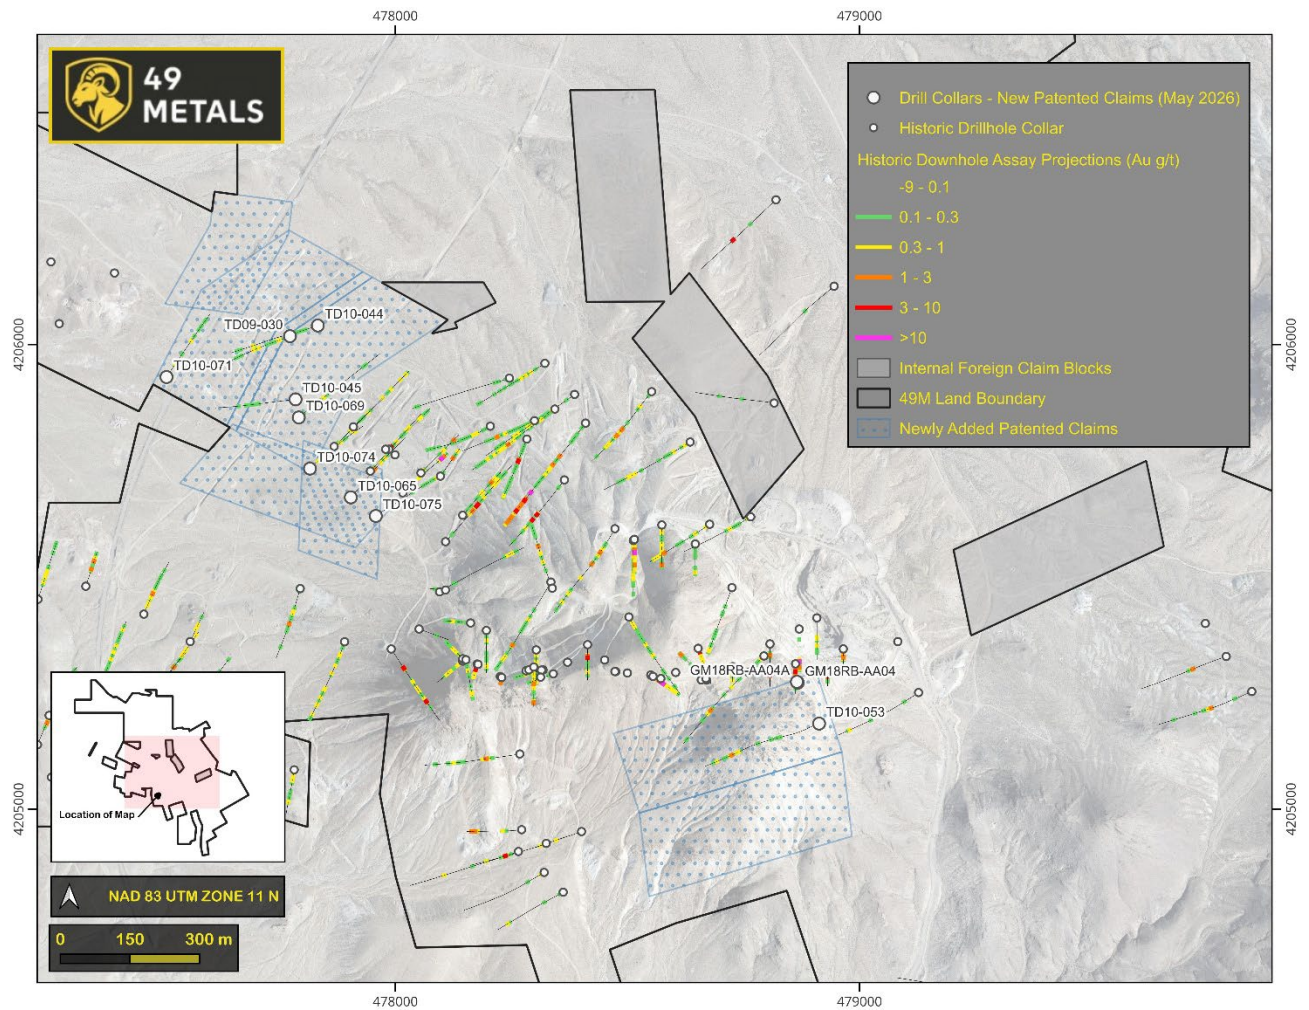 478000
479000
49
METALS
Drill Collars - New Patented Claims (May 2026)
Historic Drillhole Collar
Historic Downhole Assay Projections (Au g/t)
-9 - 0.1
0.1 - 0.3
0.3 - 1
1 - 3
3 - 10
>10
Internal Foreign Claim Blocks
49M Land Boundary
Newly Added Patented Claims
4206000
4206000
TD09-030
TD10-044
TD10-071
TD10-045
TD10-069
TD10-074
TD10-065
TD10-075
GM18RB-AA04A
GM18RB-AA04
TD10-053
4205000
4205000
Location of Map
NAD 83 UTM ZONE 11 N
0 150 300 m
478000
479000